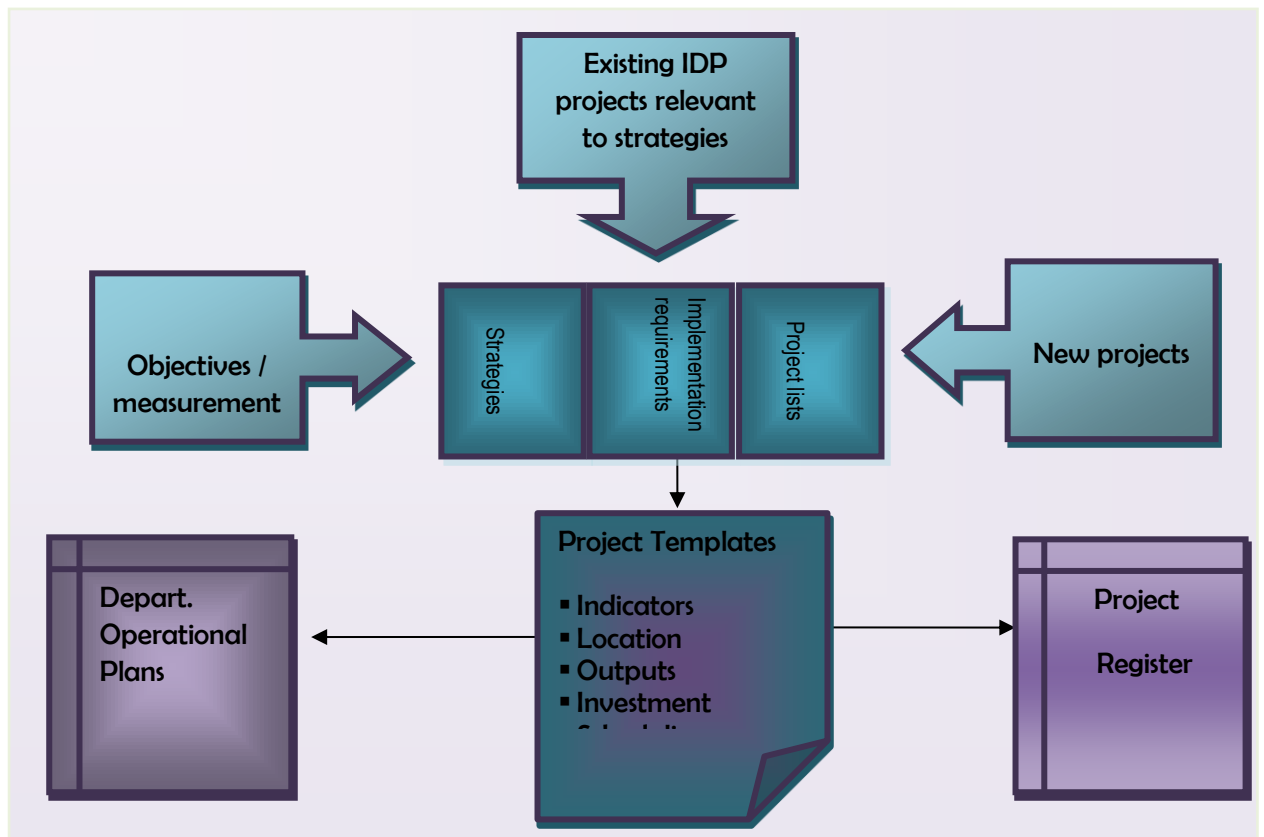 Existing IDP
projects relevant
to strategies
Objectives /
measurement
Strategies
Implementation
requirements
Project lists
New projects
Project Templates
▪ Indicators
▪ Location
▪ Outputs
▪ Investment
Depart.
Operational
Plans
Project
Register